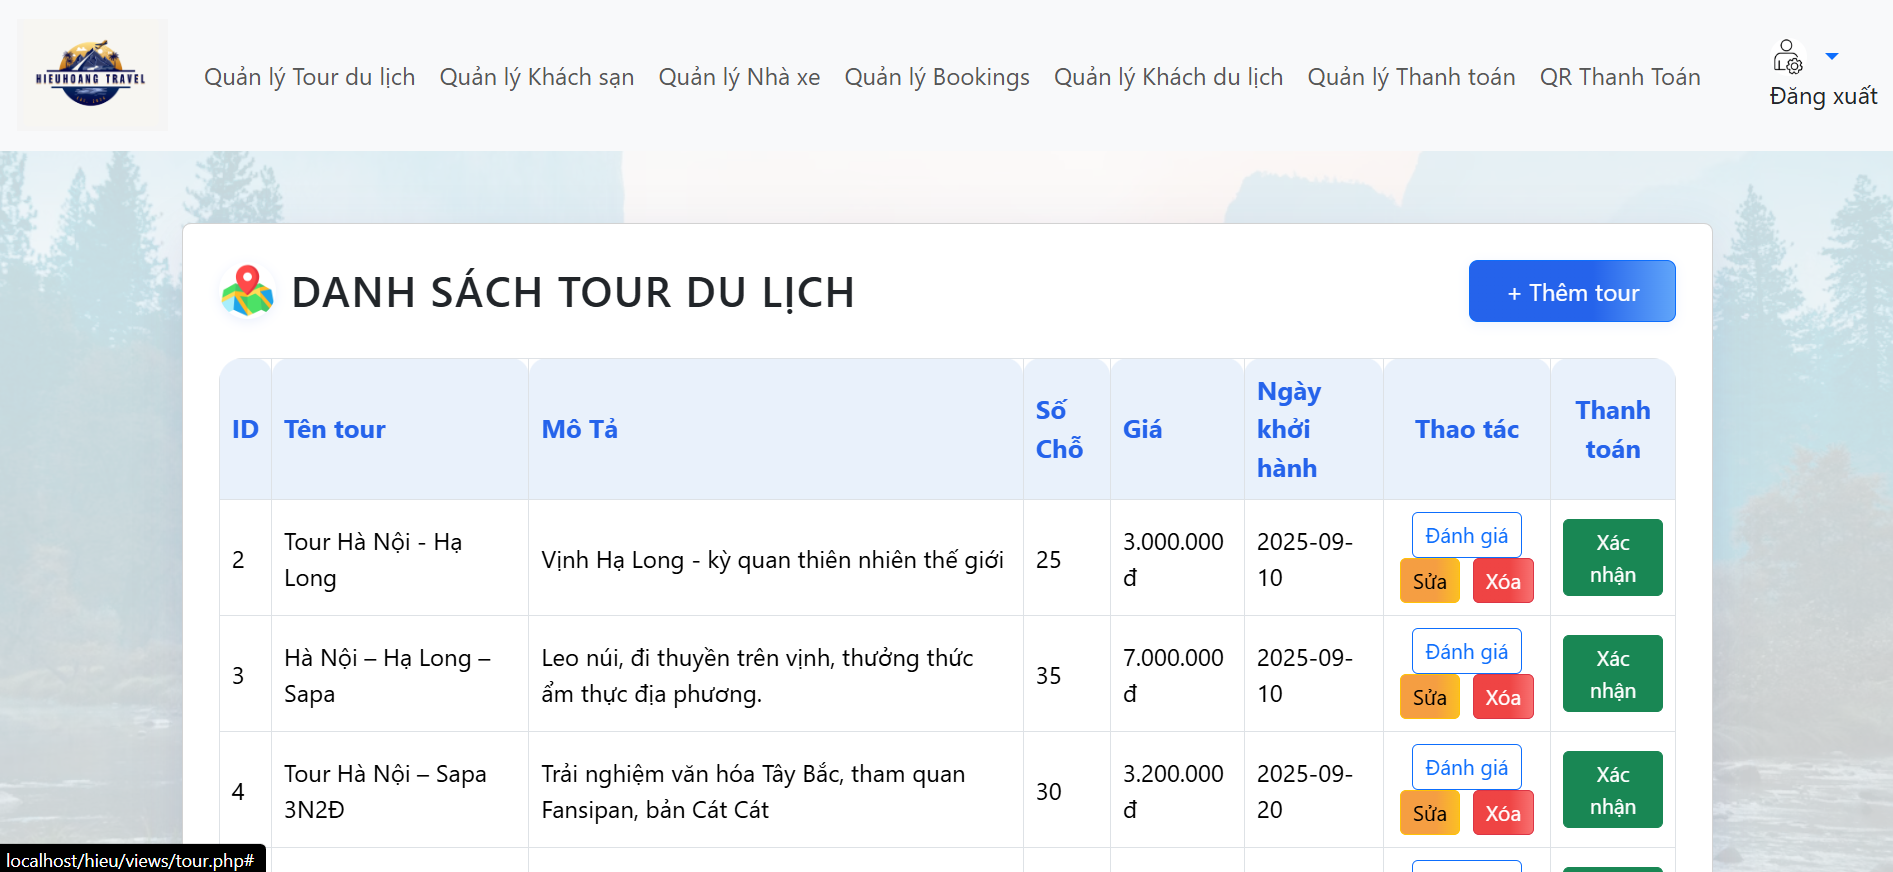 HIEUHOANG TRAVEL
Quản lý Tour du lịch
Quản lý Khách sạn
Quản lý Nhà xe
Quản lý Bookings
Quản lý Khách du lịch
Quản lý Thanh toán
QR Thanh Toán
Đăng xuất
DANH SÁCH TOUR DU LỊCH
+ Thêm tour
ID
Tên tour
Mô Tả
Số
Chỗ
Giá
Ngày
khởi
hành
Thao tác
Thanh
toán
2
Tour Hà Nội - Hạ
Long
Vịnh Hạ Long - kỳ quan thiên nhiên thế giới
25
3.000.000
đ
2025-09-
10
Đánh giá
Sửa
Xóa
Xác
nhận
3
Hà Nội – Hạ Long –
Sapa
Leo núi, đi thuyền trên vịnh, thưởng thức
ẩm thực địa phương.
35
7.000.000
đ
2025-09-
10
Đánh giá
Sửa
Xóa
Xác
nhận
4
Tour Hà Nội – Sapa
3N2Đ
Trải nghiệm văn hóa Tây Bắc, tham quan
Fansipan, bản Cát Cát
30
3.200.000
đ
2025-09-
20
Đánh giá
Sửa
Xóa
Xác
nhận
localhost/hieu/views/tour.php#